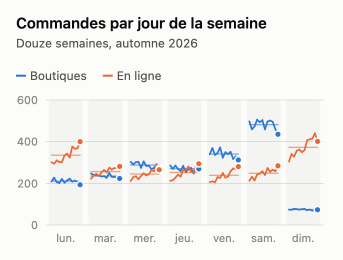 Commandes par jour de la semaine
Douze semaines, automne 2026
Boutiques En ligne
600
400
200
0
lun. mar. mer. jeu. ven. sam. dim.